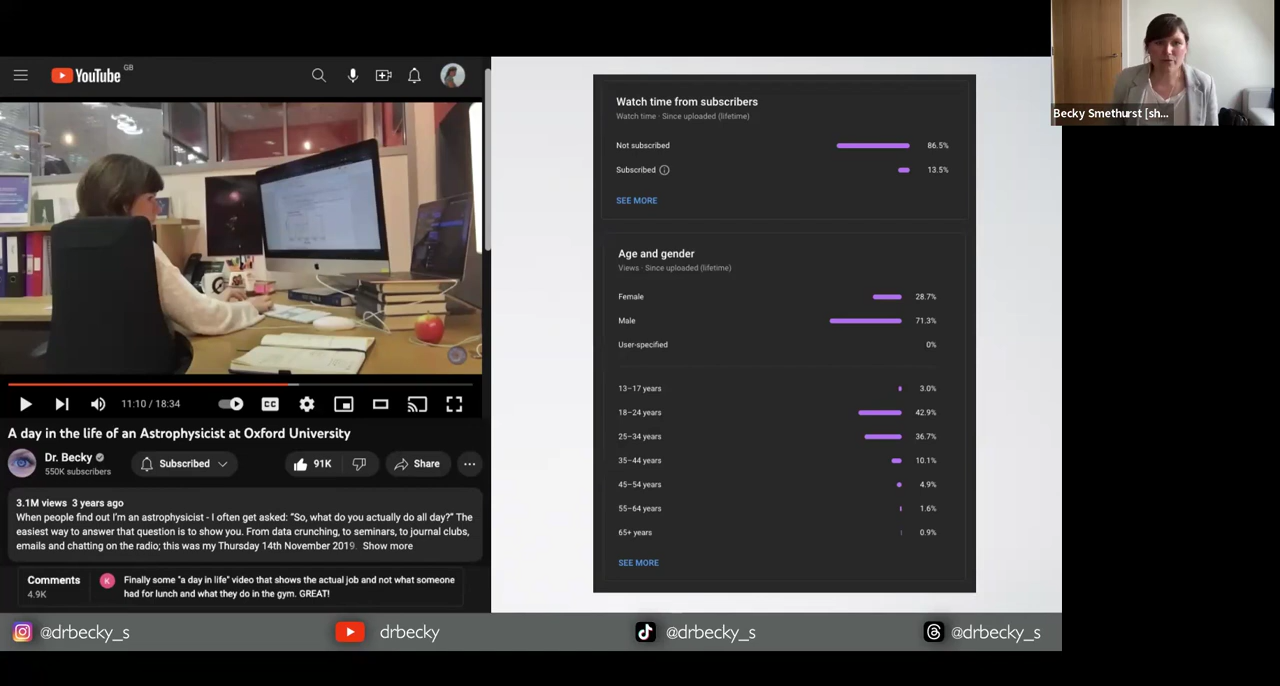 YouTube GB
11:10 / 18:34
CC
A day in the life of an Astrophysicist at Oxford University
Dr. Becky
550K subscribers
Subscribed
91K
Share
3.1M views 3 years ago
When people find out I'm an astrophysicist - I often get asked: "So, what do you actually do all day?" The
easiest way to answer that question is to show you. From data crunching, to seminars, to journal clubs,
emails and chatting on the radio; this was my Thursday 14th November 2019. Show more
Comments
4.9K
K
Finally some "a day in life" video that shows the actual job and not what someone
had for lunch and what they do in the gym. GREAT!
Watch time from subscribers
Watch time · Since uploaded (lifetime)
Not subscribed 86.5%
Subscribed 13.5%
SEE MORE
Age and gender
Views · Since uploaded (lifetime)
Female 28.7%
Male 71.3%
User-specified 0%
13–17 years 3.0%
18–24 years 42.9%
25–34 years 36.7%
35–44 years 10.1%
45–54 years 4.9%
55–64 years 1.6%
65+ years 0.9%
SEE MORE
Becky Smethurst [sh...
@drbecky_s
drbecky
@drbecky_s
@drbecky_s